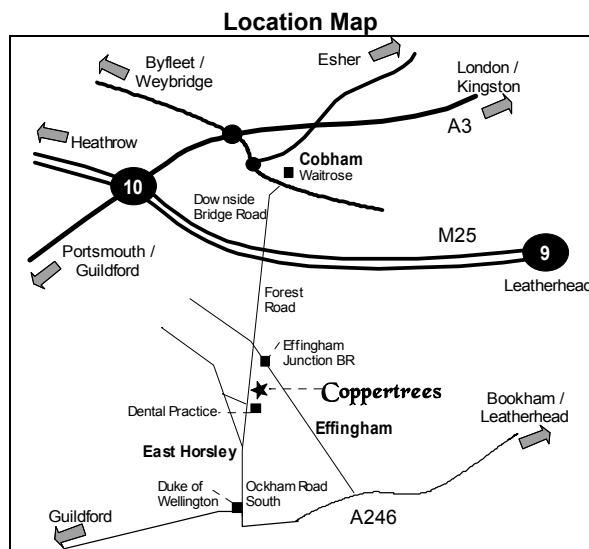 Location Map
Byfleet /
Weybridge
Esher
London /
Kingston
A3
Heathrow
Cobham
Waitrose
10
Downside
Bridge Road
Portsmouth /
Guildford
M25
9
Leatherhead
Forest
Road
Effingham
Junction BR
Coppertrees
Dental Practice
Bookham /
Leatherhead
Effingham
East Horsley
Duke of
Wellington
Ockham Road
South
Guildford
A246